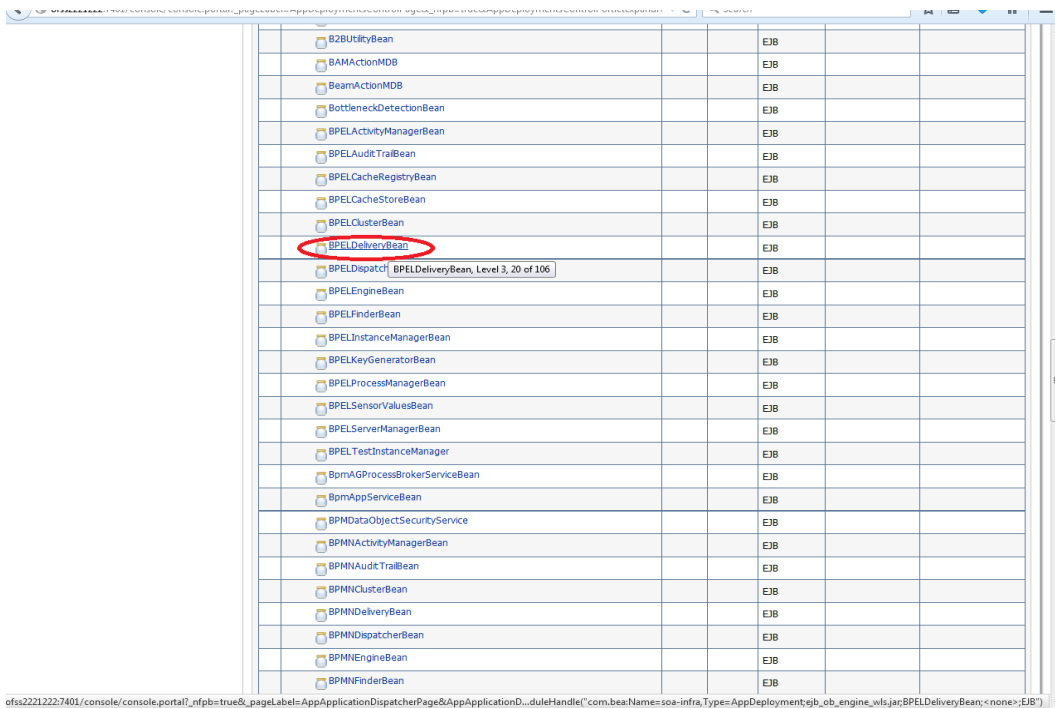 B2BUtilityBean EJB
BAMActionMDB EJB
BeamActionMDB EJB
BottleneckDetectionBean EJB
BPELActivityManagerBean EJB
BPELAuditTrailBean EJB
BPELCacheRegistryBean EJB
BPELCacheStoreBean EJB
BPELClusterBean EJB
BPELDeliveryBean EJB
BPELDispatch BPELDeliveryBean, Level 3, 20 of 106 EJB
BPELEngineBean EJB
BPELFinderBean EJB
BPELInstanceManagerBean EJB
BPELKeyGeneratorBean EJB
BPELProcessManagerBean EJB
BPELSensorValuesBean EJB
BPELServerManagerBean EJB
BPELTestInstanceManager EJB
BpmAGProcessBrokerServiceBean EJB
BpmAppServiceBean EJB
BPMDataObjectSecurityService EJB
BPMNActivityManagerBean EJB
BPMNAuditTrailBean EJB
BPMNClusterBean EJB
BPMNDeliveryBean EJB
BPMNDispatcherBean EJB
BPMNEngineBean EJB
BPMNFinderBean EJB
ofss2221222:7401/console/console.portal?_nfpb=true&_pageLabel=AppApplicationDispatcherPage&AppApplicationD...duleHandle("com.bea:Name=soa-infra,Type=AppDeployment;ejb_ob_engine_wls.jar;BPELDeliveryBean;<none>;EJB")